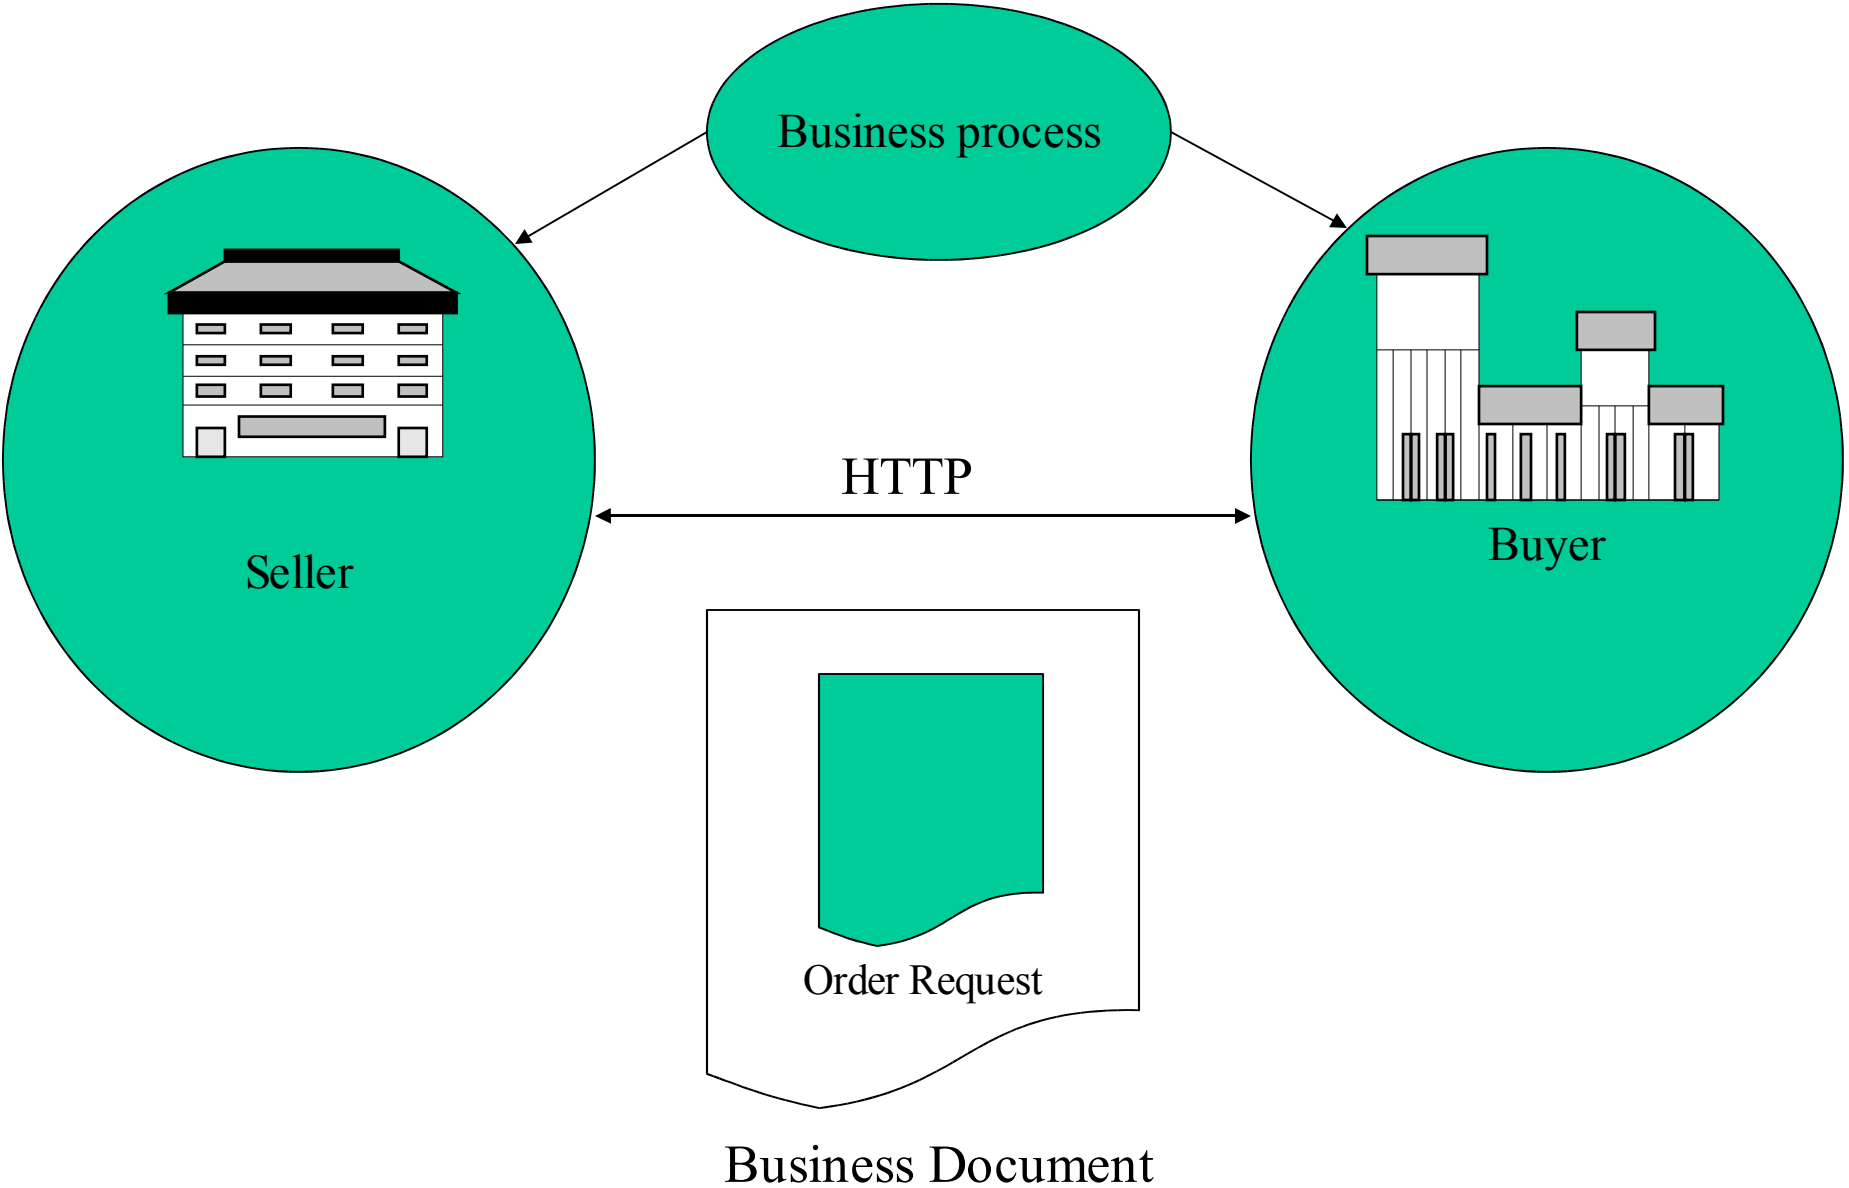 Business process
HTTP
Seller
Buyer
Order Request
Business Document